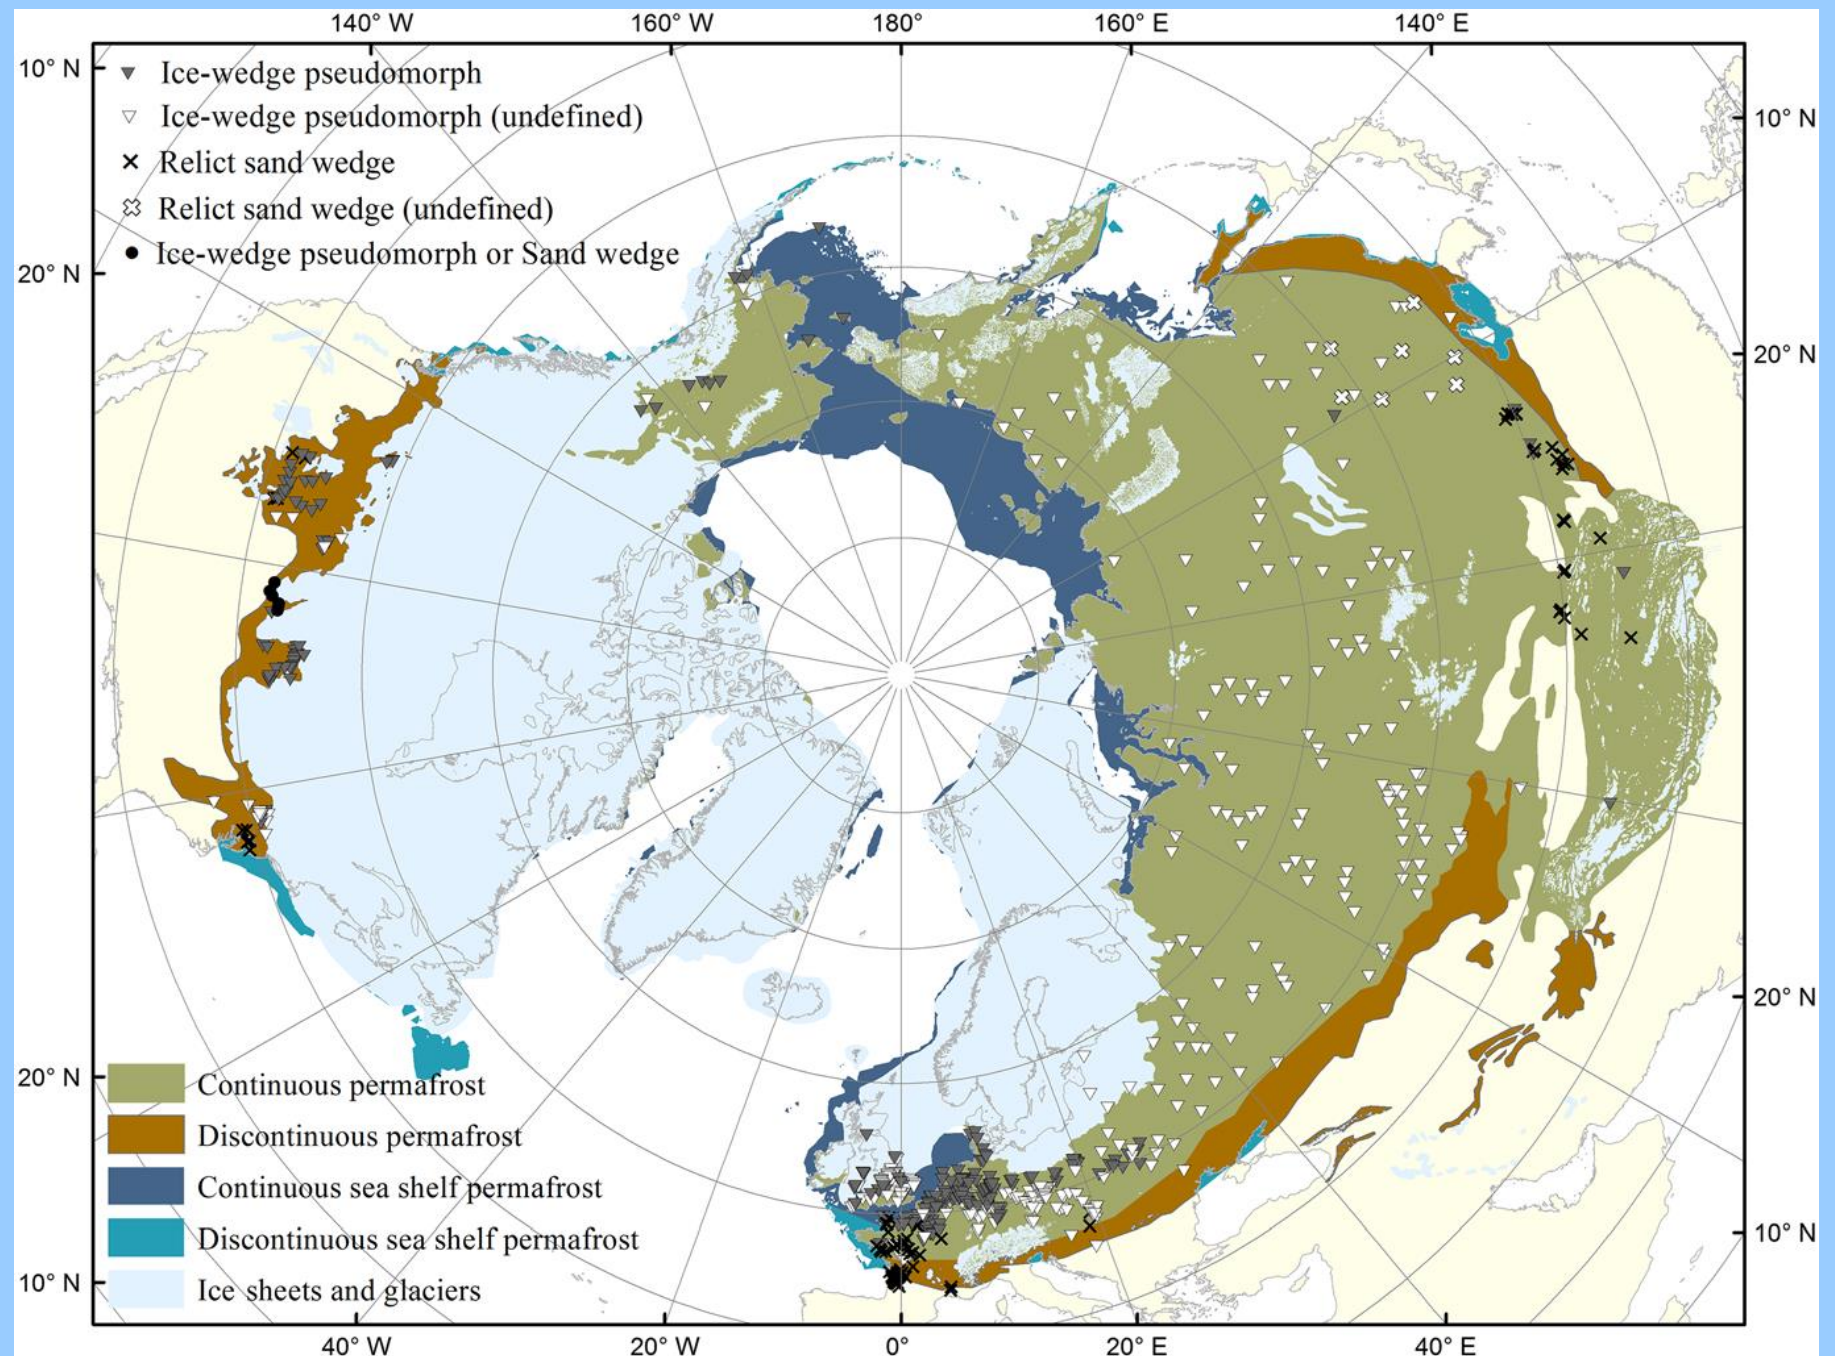 140° W 160° W 180° 160° E 140° E
10° N
Ice-wedge pseudomorph
10° N
Ice-wedge pseudomorph (undefined)
Relict sand wedge
Relict sand wedge (undefined)
Ice-wedge pseudomorph or Sand wedge
20° N
20° N
20° N
20° N
Continuous permafrost
Discontinuous permafrost
Continuous sea shelf permafrost
Discontinuous sea shelf permafrost
10° N
Ice sheets and glaciers
10° N
40° W 20° W 0° 20° E 40° E